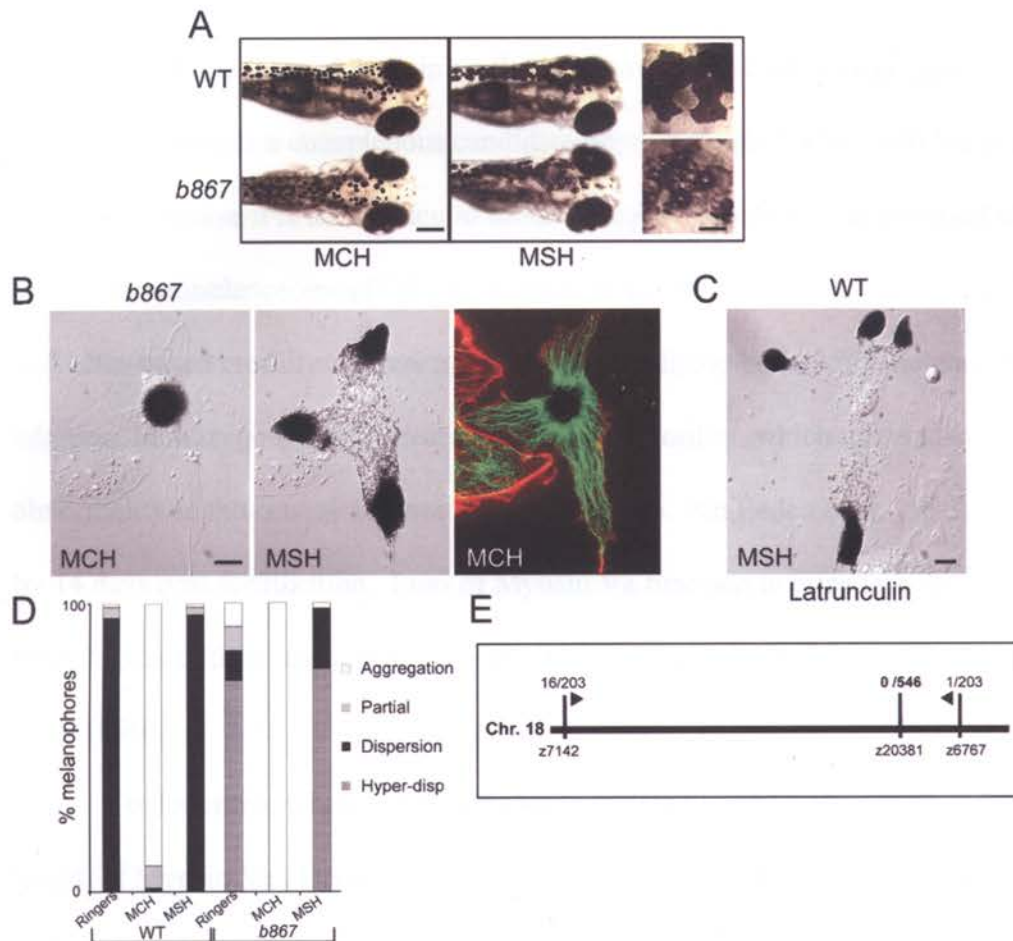 A
WT
b867
MCH
MSH
B
b867
MCH
MSH
MCH
C
WT
MSH
Latrunculin
D
100
% melanophores
0
Ringers
MCH
MSH
Ringers
MCH
MSH
WT
b867
Aggregation
Partial
Dispersion
Hyper-disp
E
16/203
0 /546
1/203
Chr. 18
z7142
z20381
z6767